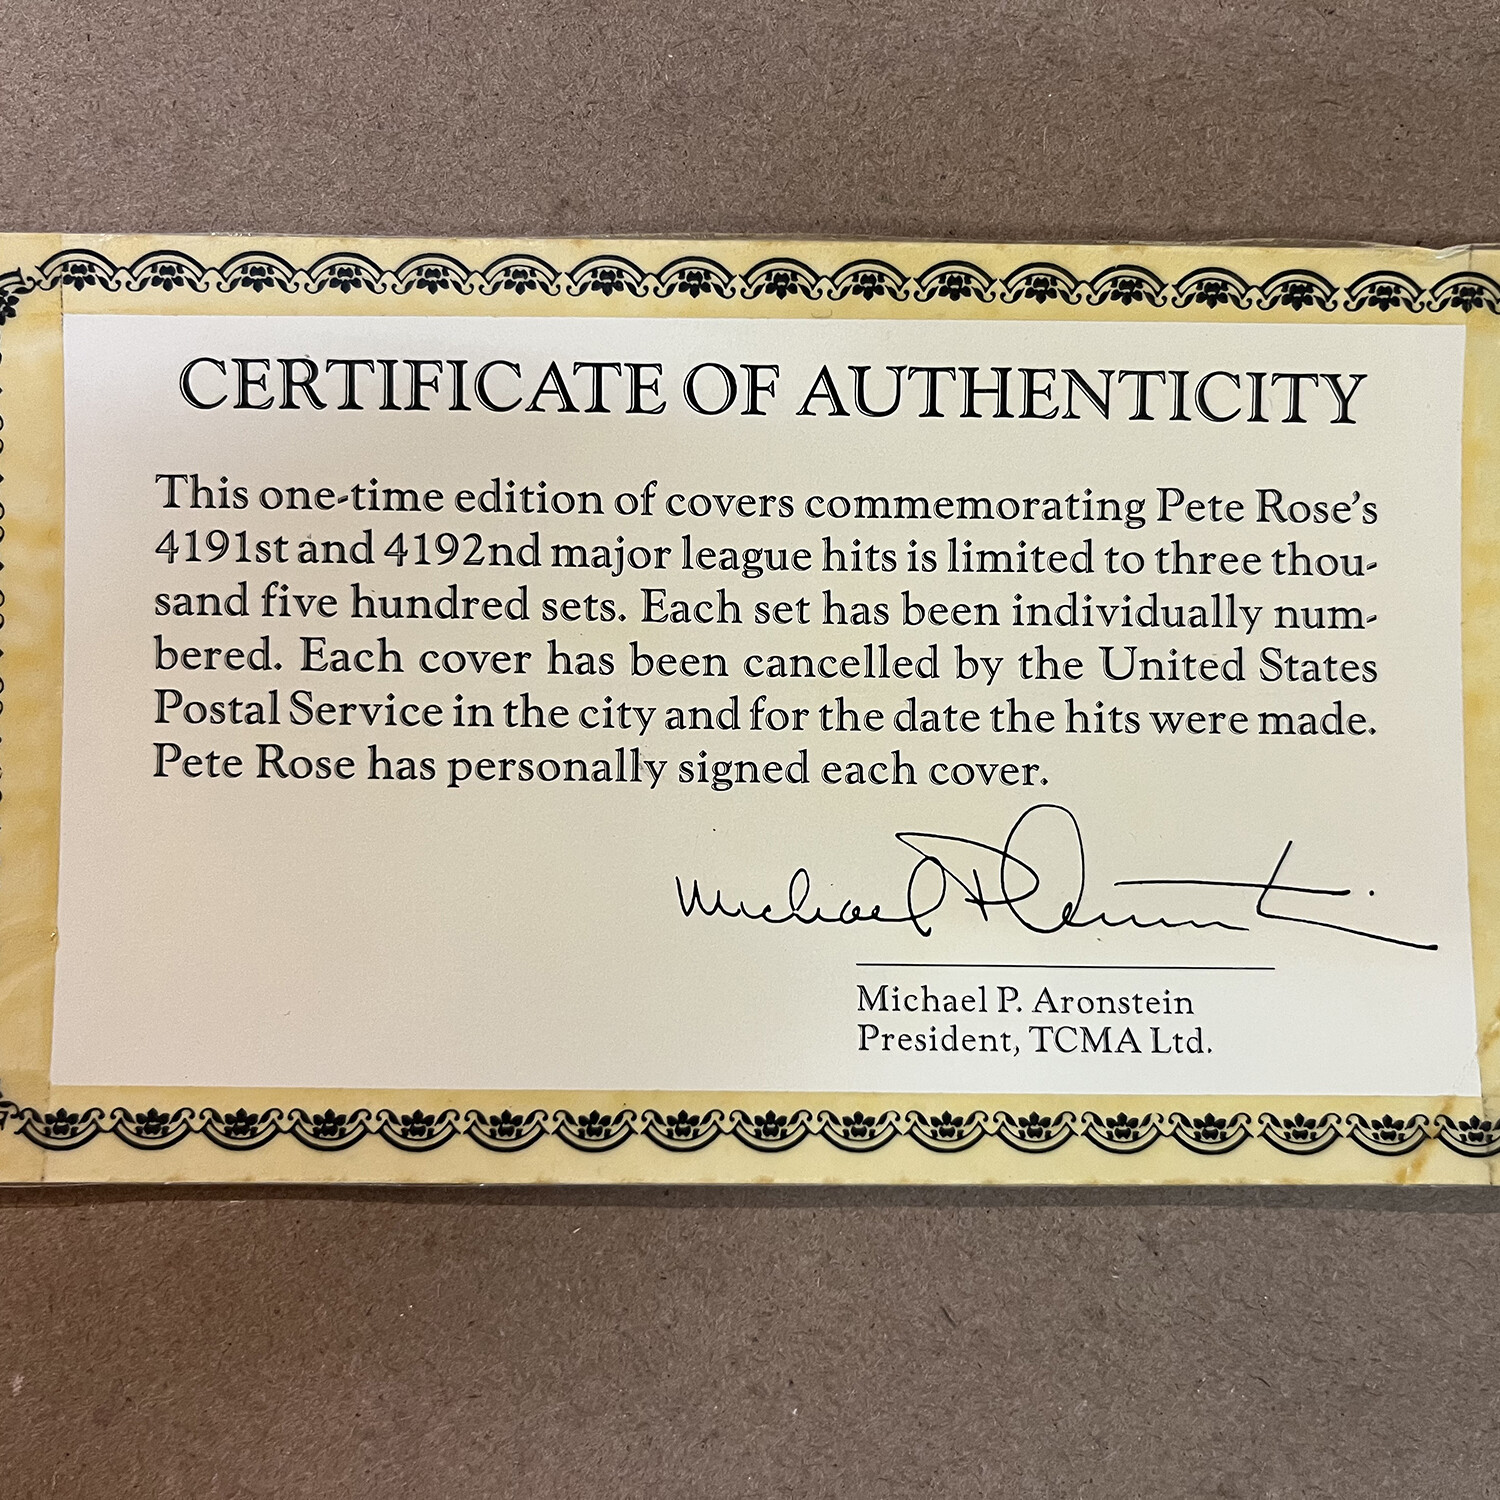 CERTIFICATE OF AUTHENTICITY
This one-time edition of covers commemorating Pete Rose's
4191st and 4192nd major league hits is limited to three thou-
sand five hundred sets. Each set has been individually num-
bered. Each cover has been cancelled by the United States
Postal Service in the city and for the date the hits were made.
Pete Rose has personally signed each cover.
Michael P. Aronstein
Michael P. Aronstein
President, TCMA Ltd.